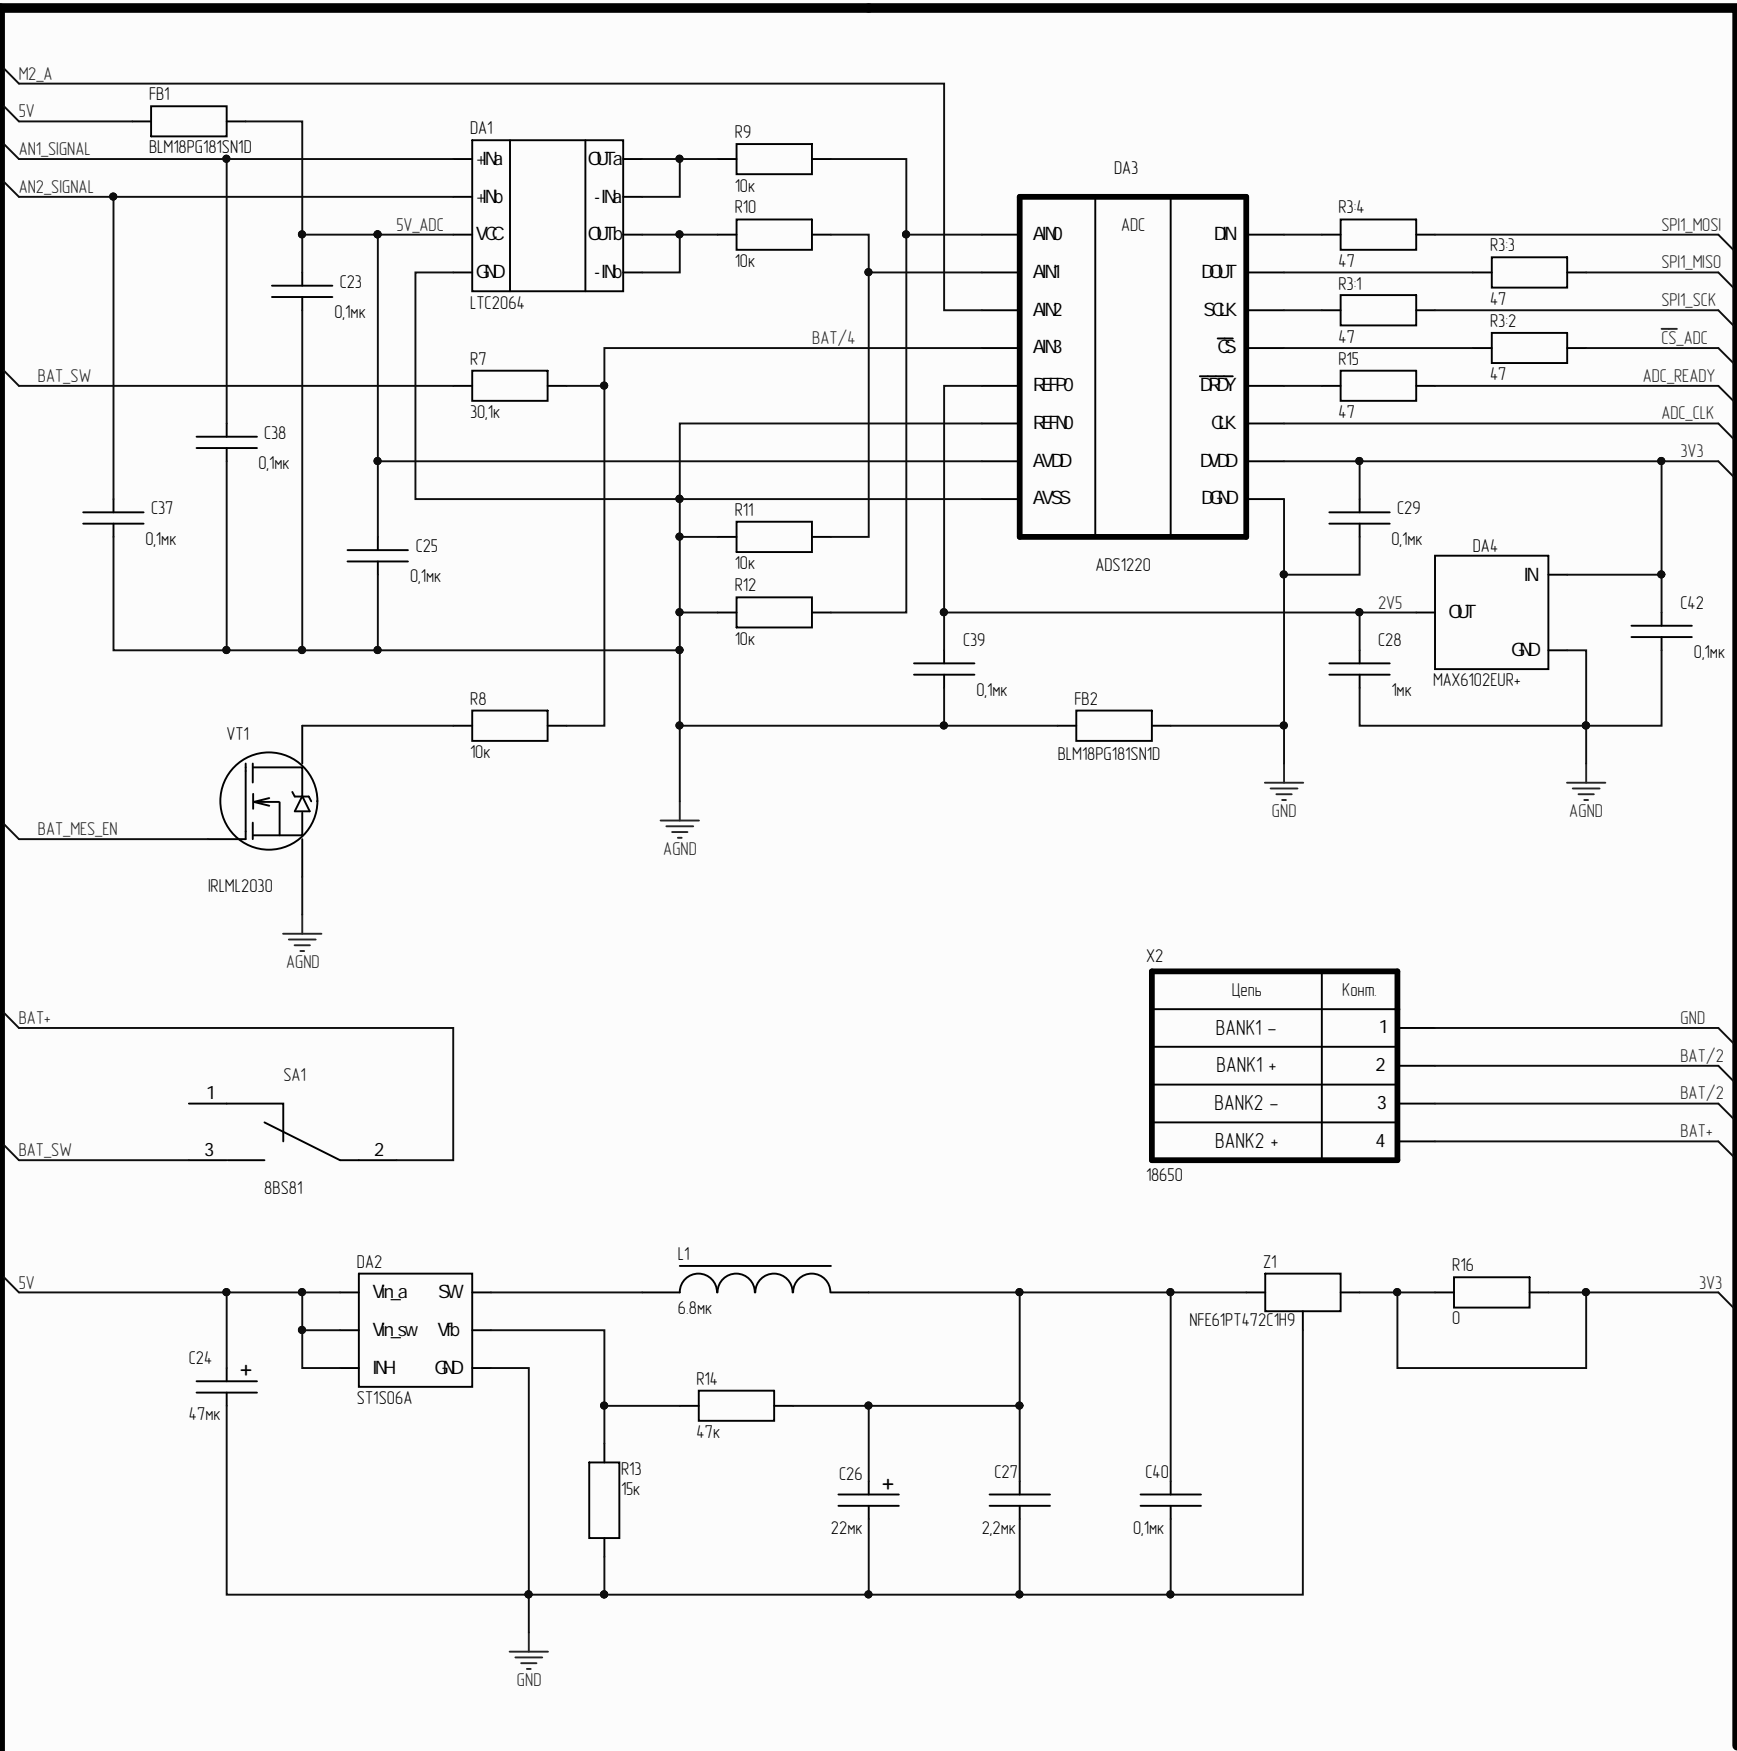 M2_A
FB1
5V
BLM18PG181SN1D
AN1_SIGNAL
AN2_SIGNAL
DA1
+INa OUTa
+INb -INa
5V_ADC VCC OUTb
GND -INb
LTC2064
R9
10к
R10
10к
C23
0,1мк
BAT/4
BAT_SW
R7
30,1к
C38
0,1мк
C37
0,1мк
C25
0,1мк
R11
10к
R12
10к
DA3
ADC
AIN0 DIN
AIN1 DOUT
AIN2 SCLK
AIN3 CS
REFP0 DRDY
REFN0 CLK
AVDD DVDD
AVSS DGND
ADS1220
R3:4
47
R3:3
47
R3:1
47
R3:2
47
R15
47
SPI1_MOSI
SPI1_MISO
SPI1_SCK
CS_ADC
ADC_READY
ADC_CLK
3V3
C29
0,1мк
DA4
IN
OUT
GND
MAX6102EUR+
2V5
C28
1мк
C42
0,1мк
C39
0,1мк
FB2
BLM18PG181SN1D
GND
AGND
R8
10к
VT1
BAT_MES_EN
IRLML2030
AGND
AGND
X2
Цепь Конт.
BANK1 – 1 GND
BANK1 + 2 BAT/2
BANK2 – 3 BAT/2
BANK2 + 4 BAT+
18650
BAT+
SA1
1
BAT_SW 3 2
8BS81
5V
DA2
Vin_a SW
Vin_sw Vfb
INH GND
ST1S06A
C24
+
47мк
L1
6.8мк
R14
47к
R13
15к
C26
+
22мк
C27
2,2мк
C40
0,1мк
Z1
NFE61PT472C1H9
R16
0
3V3
GND